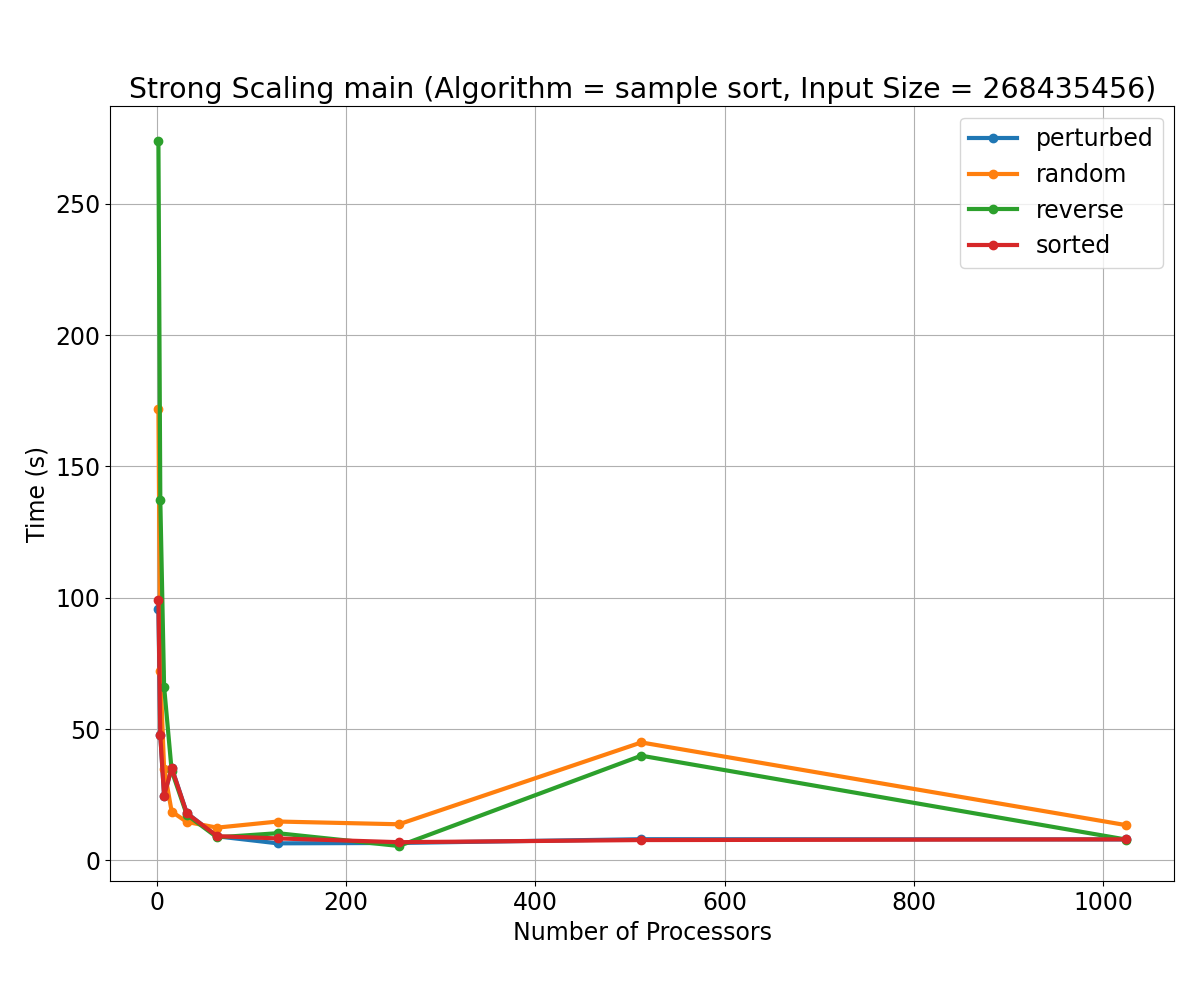 Strong Scaling main (Algorithm = sample sort, Input Size = 268435456)
perturbed
random
reverse
sorted
250
200
150
100
50
0
Time (s)
0 200 400 600 800 1000
Number of Processors